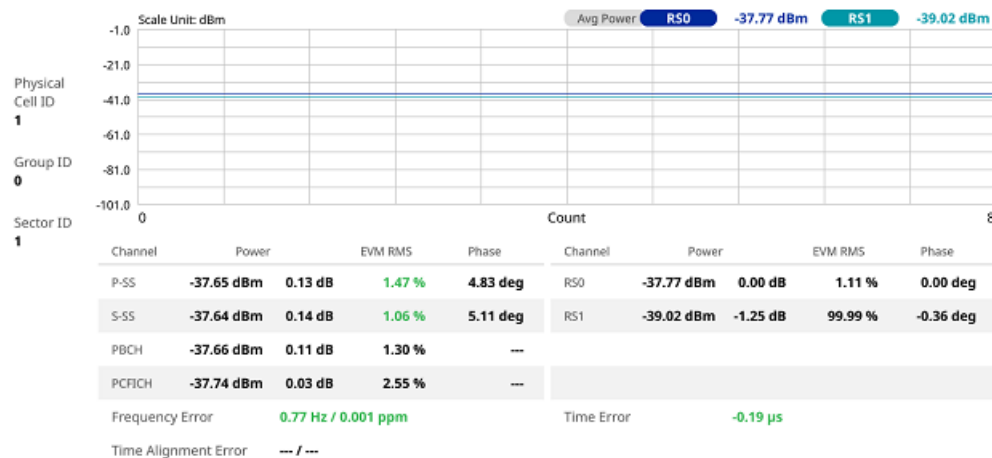 Scale Unit: dBm
Avg Power RS0 -37.77 dBm RS1 -39.02 dBm
-1.0
-21.0
-41.0
-61.0
-81.0
-101.0
0 Count 8
Physical
Cell ID
1
Group ID
0
Sector ID
1
Channel Power EVM RMS Phase
P-SS -37.65 dBm 0.13 dB 1.47 % 4.83 deg
S-SS -37.64 dBm 0.14 dB 1.06 % 5.11 deg
PBCH -37.66 dBm 0.11 dB 1.30 % ---
PCFICH -37.74 dBm 0.03 dB 2.55 % ---
Frequency Error 0.77 Hz / 0.001 ppm
Time Alignment Error --- / ---
Channel Power EVM RMS Phase
RS0 -37.77 dBm 0.00 dB 1.11 % 0.00 deg
RS1 -39.02 dBm -1.25 dB 99.99 % -0.36 deg
Time Error -0.19 µs